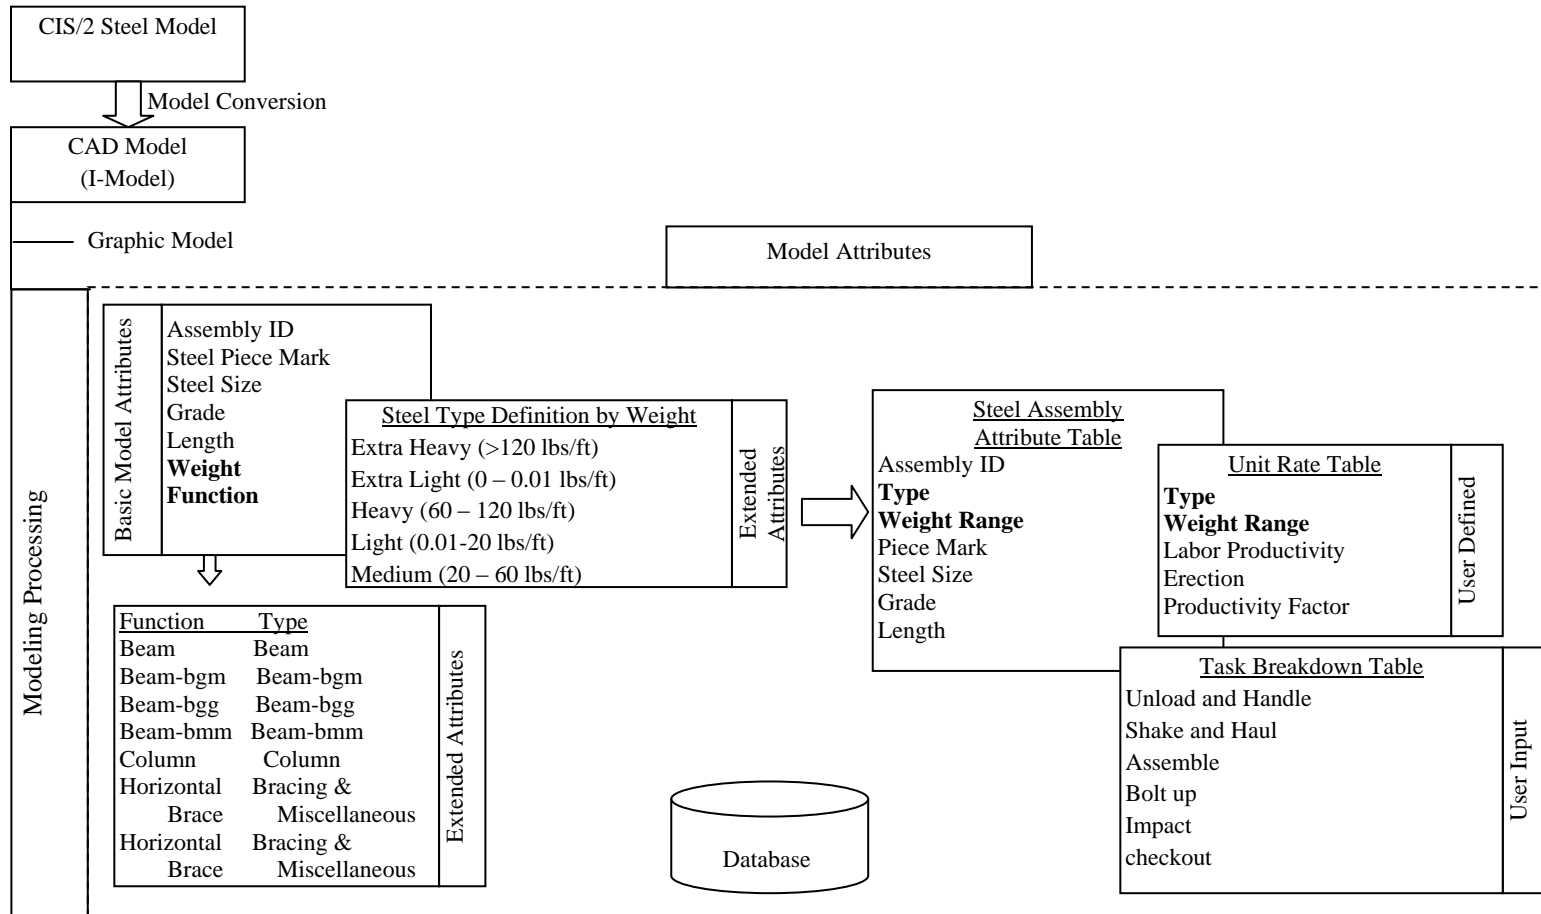 CIS/2 Steel Model
Model Conversion
CAD Model
(I-Model)
Graphic Model
Model Attributes
Modeling Processing
Basic Model Attributes
Assembly ID
Steel Piece Mark
Steel Size
Grade
Length
Weight
Function
Steel Type Definition by Weight
Extra Heavy (>120 lbs/ft)
Extra Light (0 – 0.01 lbs/ft)
Heavy (60 – 120 lbs/ft)
Light (0.01-20 lbs/ft)
Medium (20 – 60 lbs/ft)
Extended
Attributes
Function Type
Beam Beam
Beam-bgm Beam-bgm
Beam-bgg Beam-bgg
Beam-bmm Beam-bmm
Column Column
Horizontal Bracing &
Brace Miscellaneous
Horizontal Bracing &
Brace Miscellaneous
Extended Attributes
Steel Assembly
Attribute Table
Assembly ID
Type
Weight Range
Piece Mark
Steel Size
Grade
Length
Unit Rate Table
Type
Weight Range
Labor Productivity
Erection
Productivity Factor
User Defined
Task Breakdown Table
Unload and Handle
Shake and Haul
Assemble
Bolt up
Impact
checkout
User Input
Database